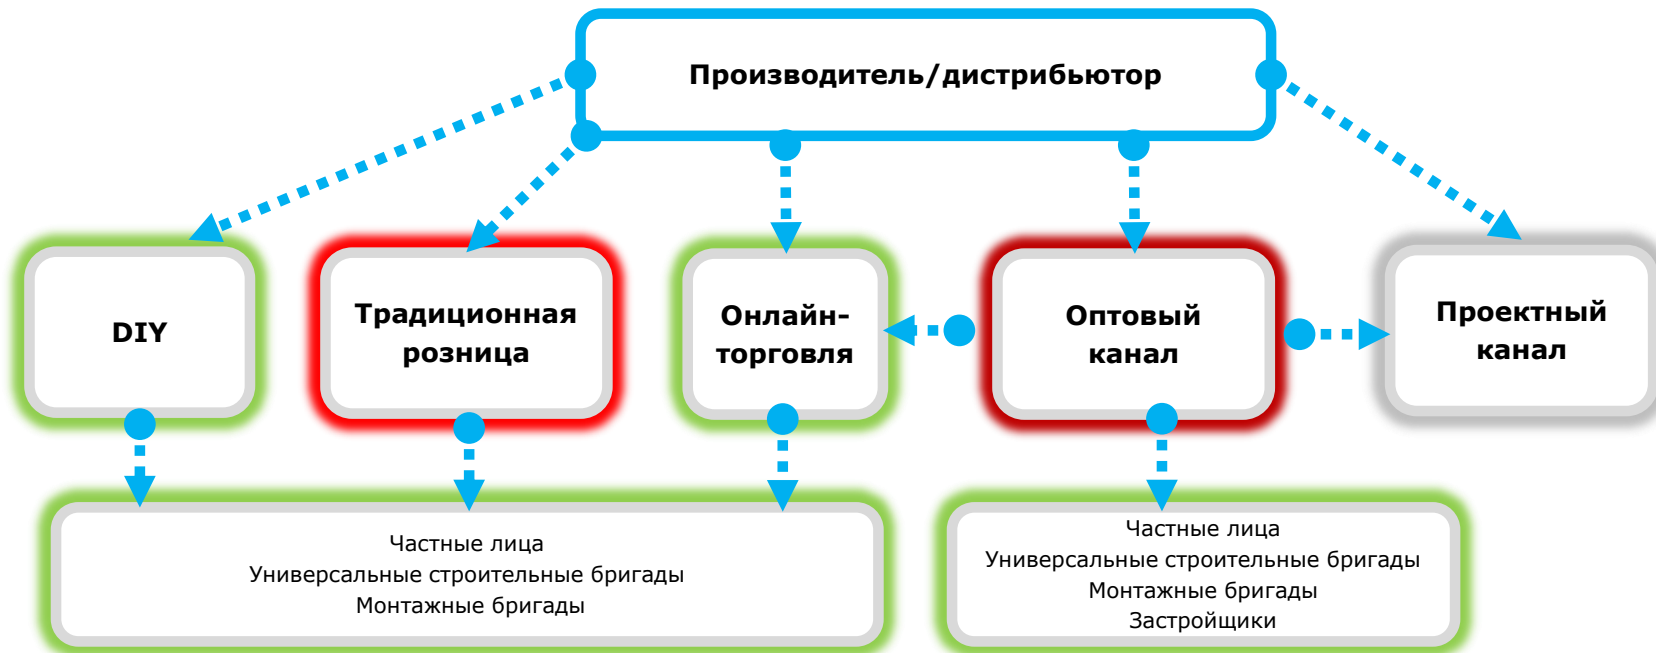 Производитель/дистрибьютор
DIY
Традиционная
розница
Онлайн-
торговля
Оптовый
канал
Проектный
канал
Частные лица
Универсальные строительные бригады
Монтажные бригады
Частные лица
Универсальные строительные бригады
Монтажные бригады
Застройщики